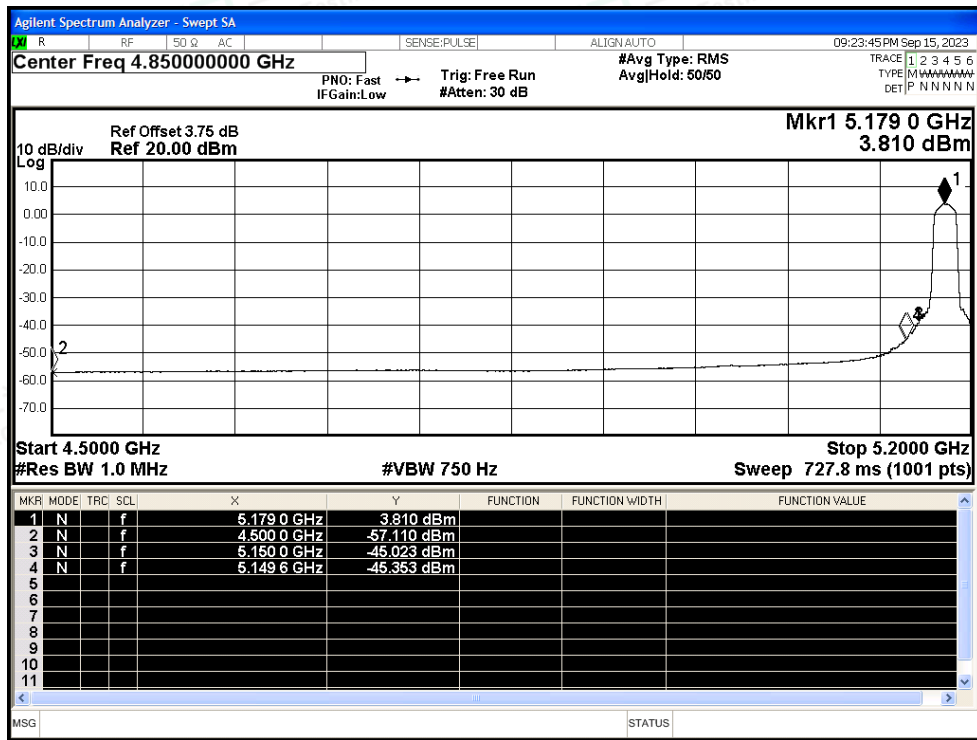 Agilent Spectrum Analyzer - Swept SA
LXI R RF 50 Ω AC SENSE:PULSE ALIGN AUTO 09:23:45 PM Sep 15, 2023
Center Freq 4.850000000 GHz
PNO: Fast
IFGain:Low
Trig: Free Run
#Atten: 30 dB
#Avg Type: RMS
Avg|Hold: 50/50
TRACE 1 2 3 4 5 6
TYPE M W W W W W
DET P N N N N N
Mkr1 5.179 0 GHz
3.810 dBm
Ref Offset 3.75 dB
10 dB/div Ref 20.00 dBm
Log
10.0
0.00
-10.0
-20.0
-30.0
-40.0
-50.0
-60.0
-70.0
1
2
Start 4.5000 GHz Stop 5.2000 GHz
#Res BW 1.0 MHz #VBW 750 Hz Sweep 727.8 ms (1001 pts)
MKR MODE TRC SCL X Y FUNCTION FUNCTION WIDTH FUNCTION VALUE
1 N f 5.179 0 GHz 3.810 dBm
2 N f 4.500 0 GHz -57.110 dBm
3 N f 5.150 0 GHz -45.023 dBm
4 N f 5.149 6 GHz -45.353 dBm
5
6
7
8
9
10
11
MSG STATUS